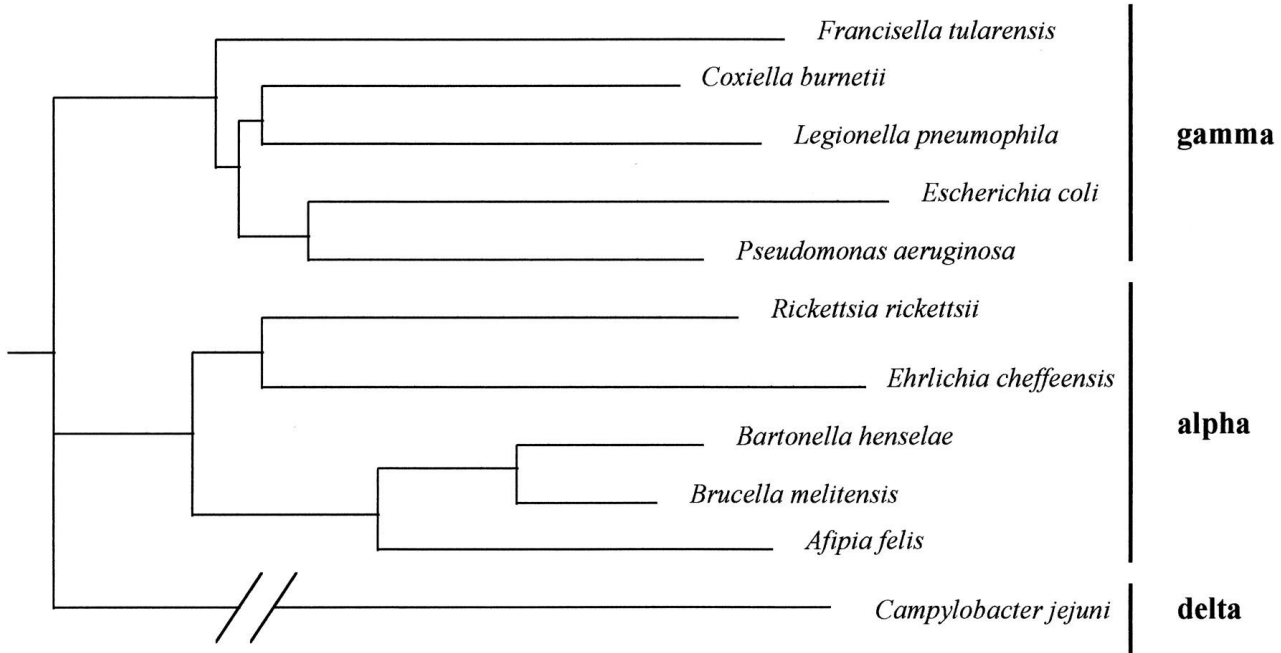 Francisella tularensis
Coxiella burnetii
Legionella pneumophila
gamma
Escherichia coli
Pseudomonas aeruginosa
Rickettsia rickettsii
Ehrlichia cheffeensis
alpha
Bartonella henselae
Brucella melitensis
Afipia felis
Campylobacter jejuni
delta